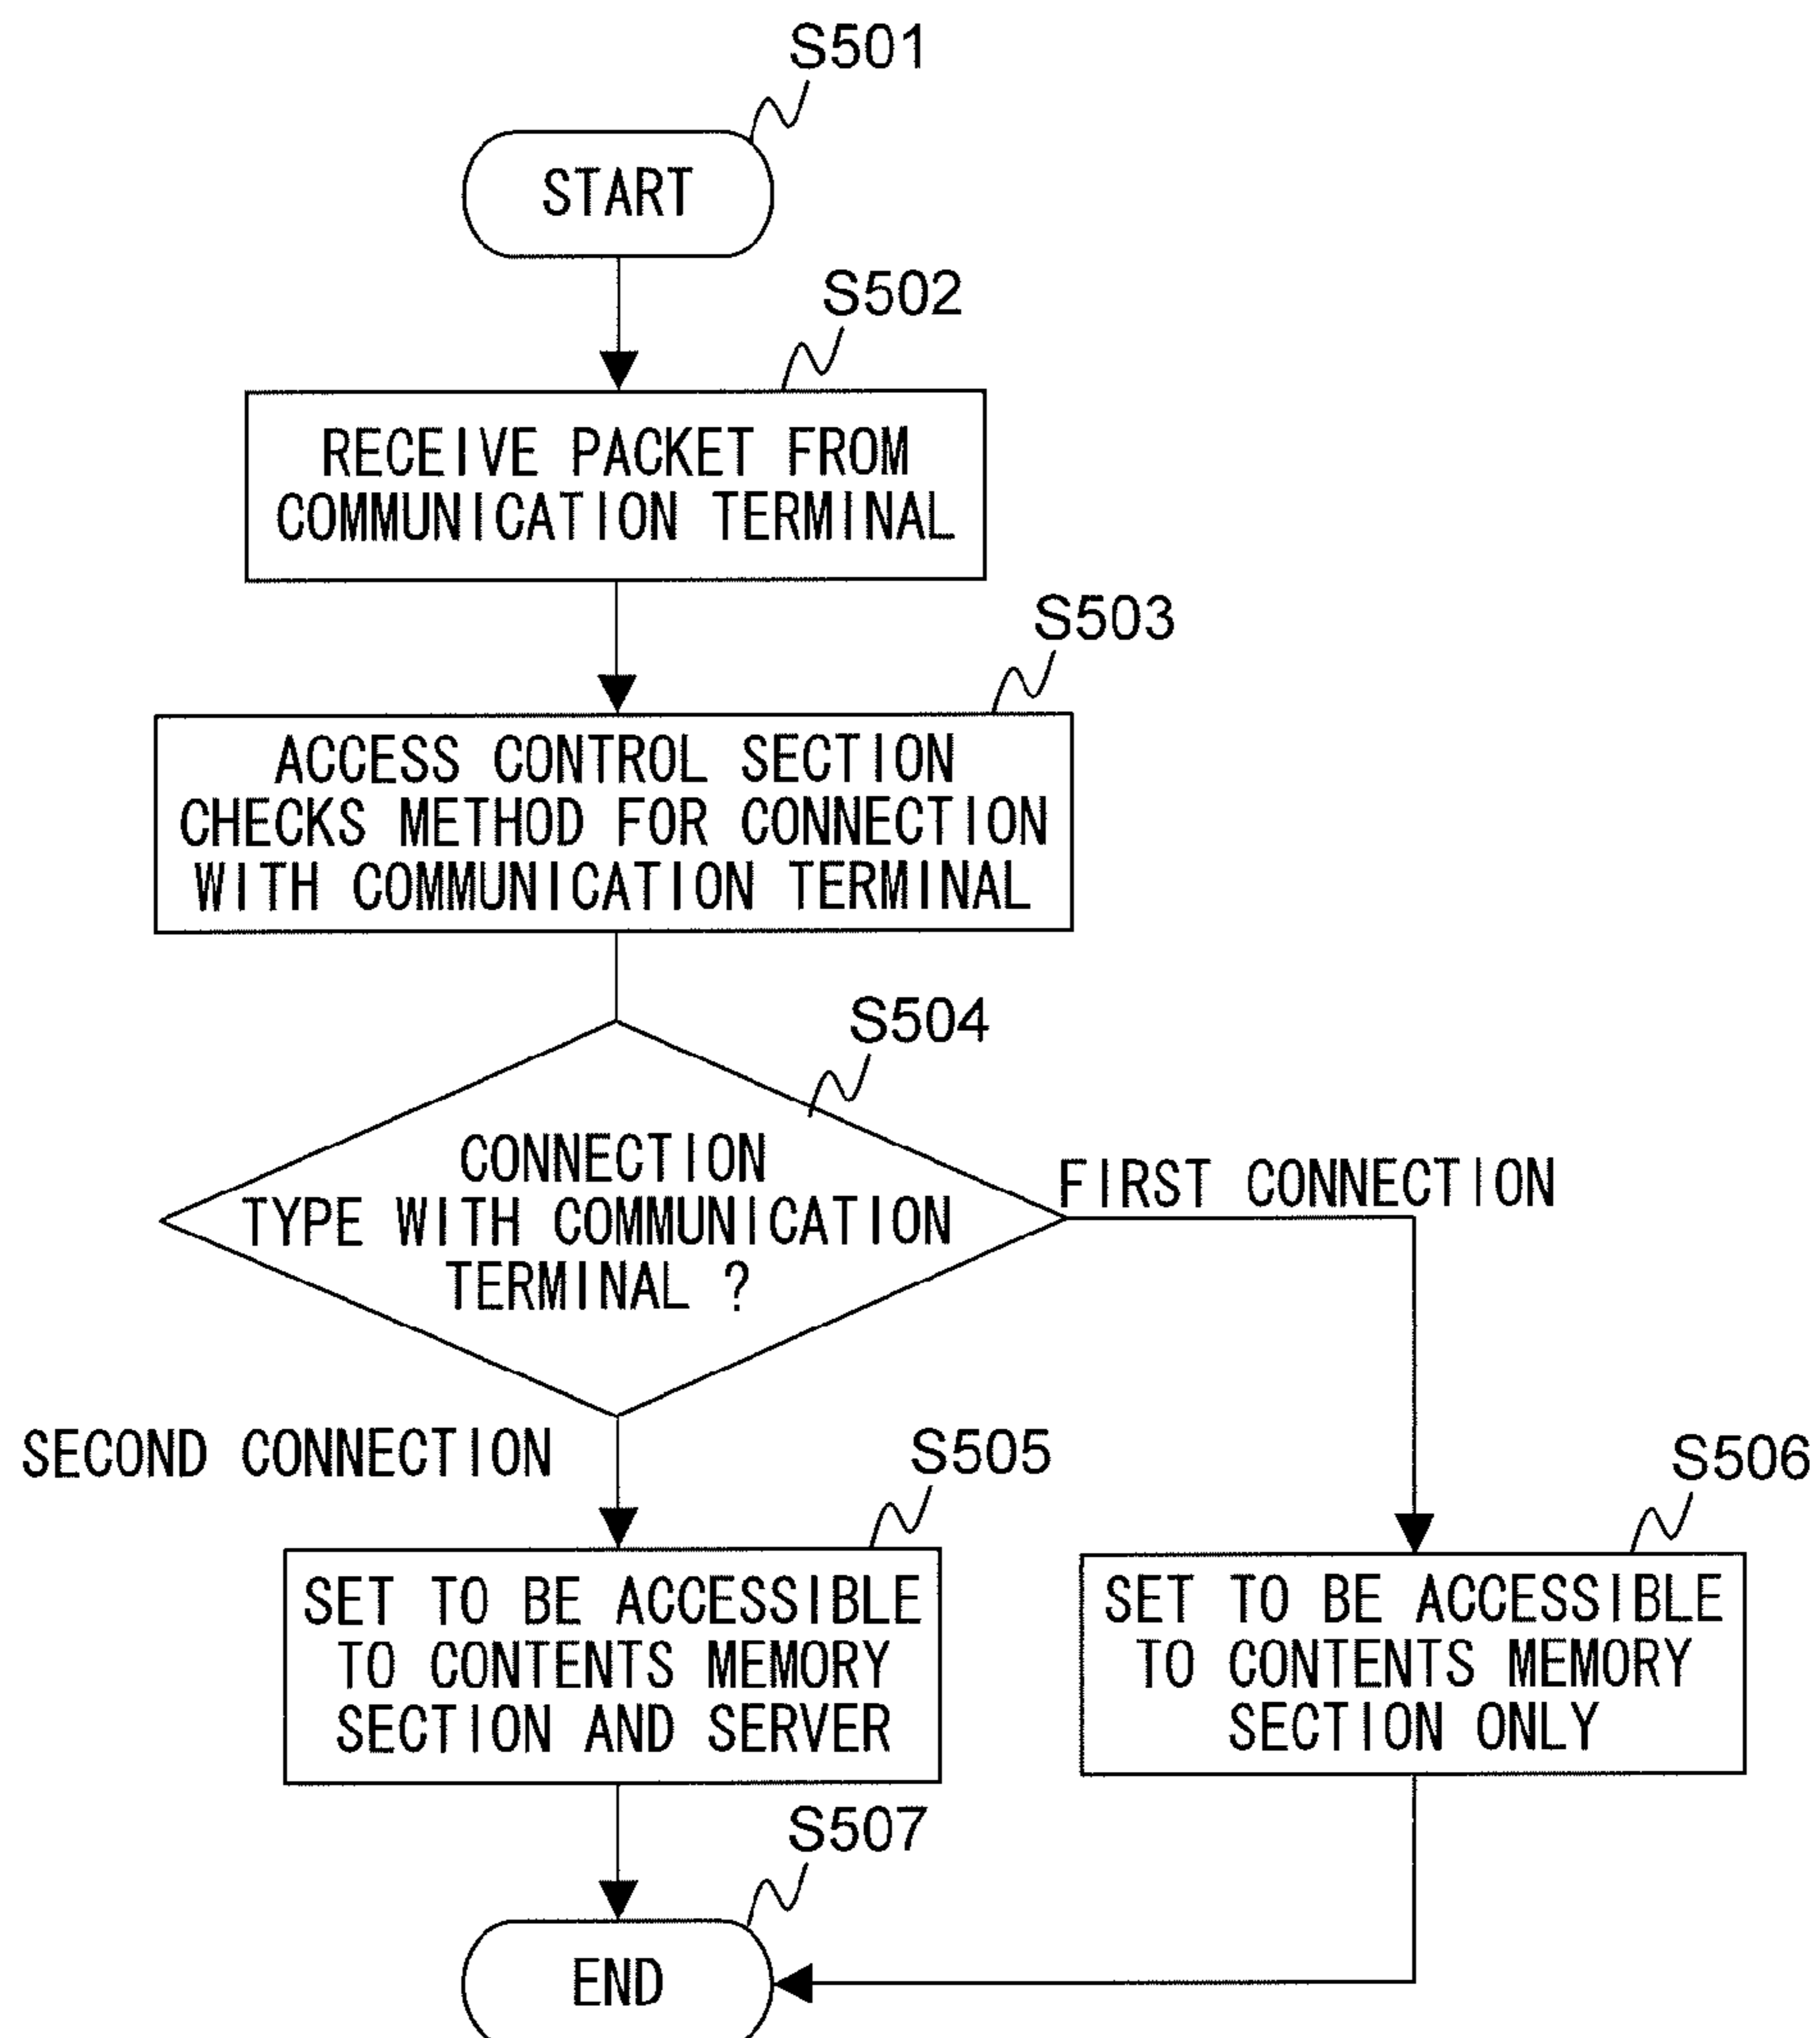 S501
START
S502
RECEIVE PACKET FROM
COMMUNICATION TERMINAL
S503
ACCESS CONTROL SECTION
CHECKS METHOD FOR CONNECTION
WITH COMMUNICATION TERMINAL
S504
CONNECTION
TYPE WITH COMMUNICATION
TERMINAL ?
FIRST CONNECTION
SECOND CONNECTION
S505
SET TO BE ACCESSIBLE
TO CONTENTS MEMORY
SECTION AND SERVER
S506
SET TO BE ACCESSIBLE
TO CONTENTS MEMORY
SECTION ONLY
S507
END